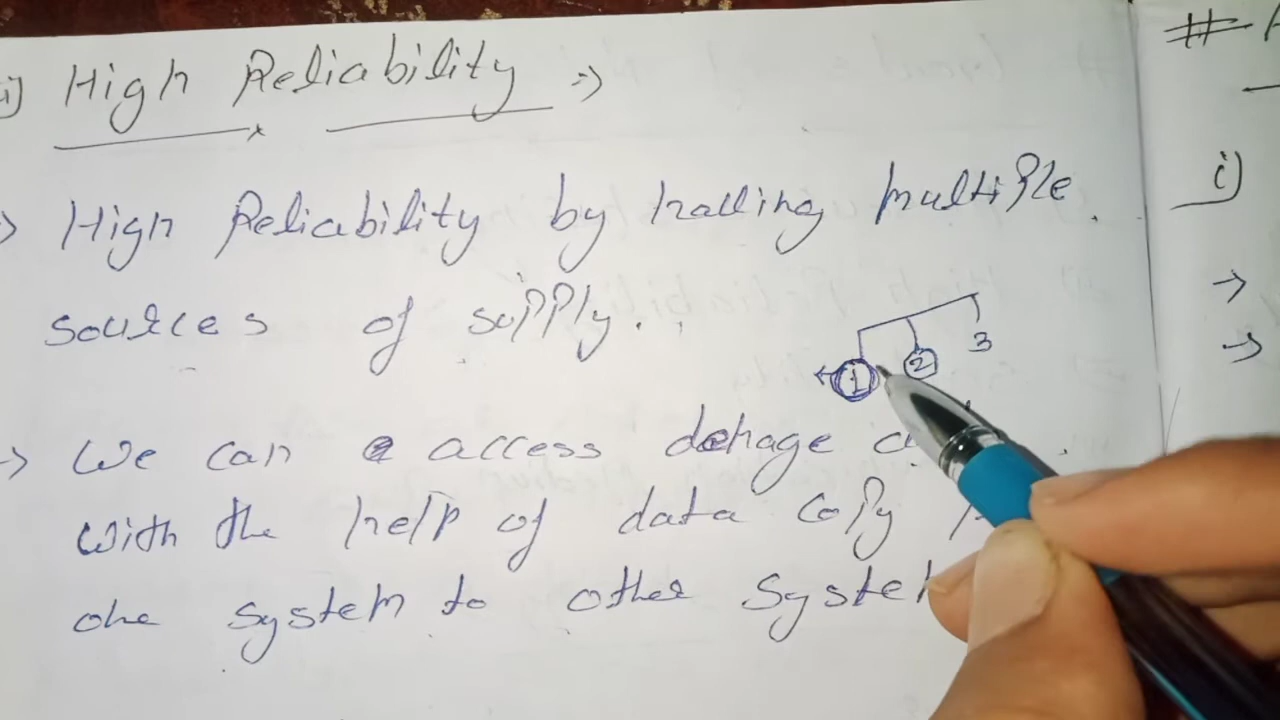 ii) High Reliability =>
-> High Reliability by halling multiple.
sources of supply.
1 2 3
-> We can access dehage
with the help of data copy
one system to other system
#
i)
->
->